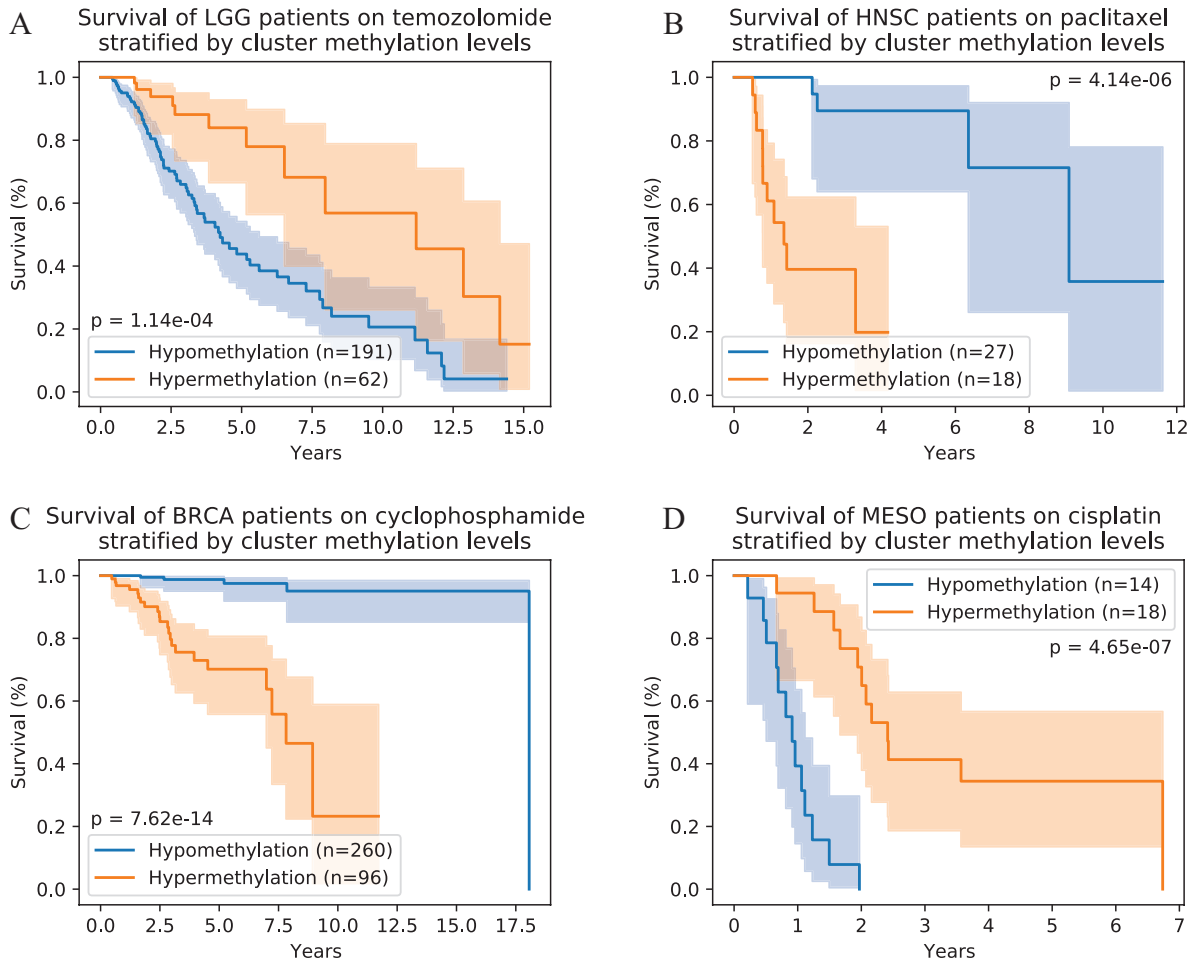 A
Survival of LGG patients on temozolomide
stratified by cluster methylation levels
1.0
0.8
0.6
0.4
0.2
0.0
Survival (%)
p = 1.14e-04
Hypomethylation (n=191)
Hypermethylation (n=62)
0.0 2.5 5.0 7.5 10.0 12.5 15.0
Years
B
Survival of HNSC patients on paclitaxel
stratified by cluster methylation levels
1.0
0.8
0.6
0.4
0.2
0.0
Survival (%)
p = 4.14e-06
Hypomethylation (n=27)
Hypermethylation (n=18)
0 2 4 6 8 10 12
Years
C
Survival of BRCA patients on cyclophosphamide
stratified by cluster methylation levels
1.0
0.8
0.6
0.4
0.2
0.0
Survival (%)
p = 7.62e-14
Hypomethylation (n=260)
Hypermethylation (n=96)
0.0 2.5 5.0 7.5 10.0 12.5 15.0 17.5
Years
D
Survival of MESO patients on cisplatin
stratified by cluster methylation levels
1.0
0.8
0.6
0.4
0.2
0.0
Survival (%)
Hypomethylation (n=14)
Hypermethylation (n=18)
p = 4.65e-07
0 1 2 3 4 5 6 7
Years